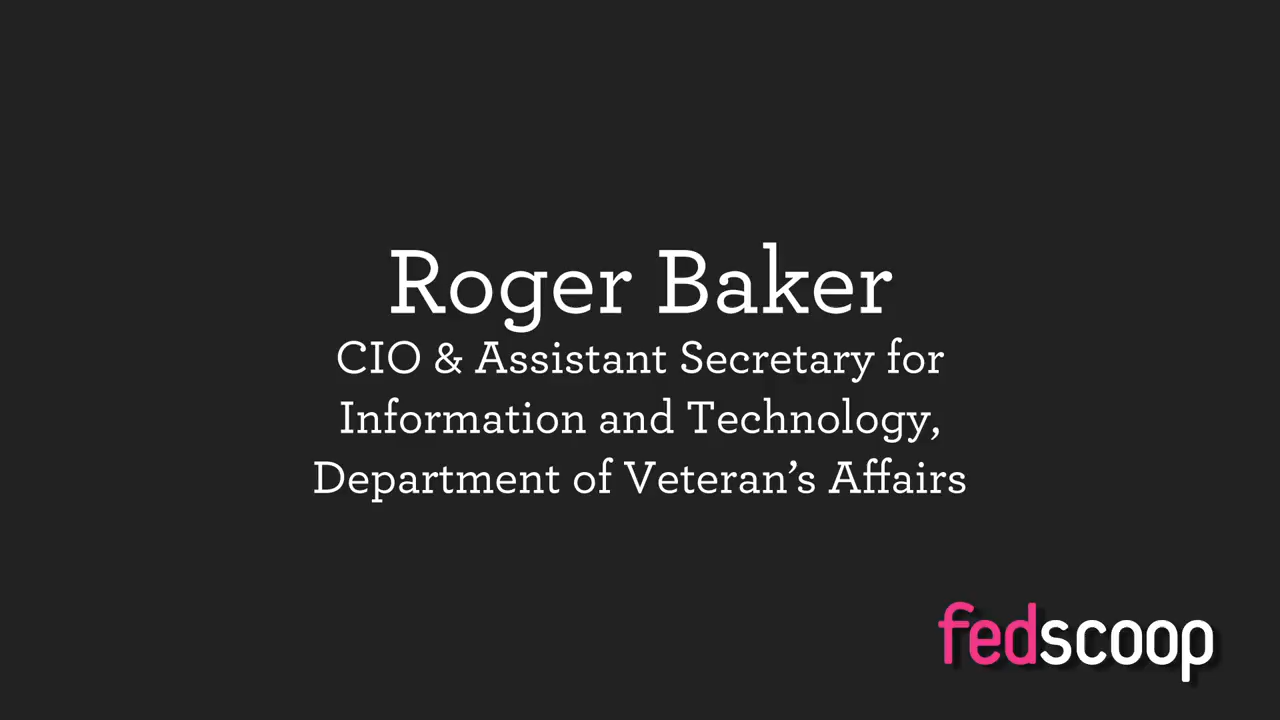 Roger Baker
CIO & Assistant Secretary for
Information and Technology,
Department of Veteran’s Affairs
fedscoop